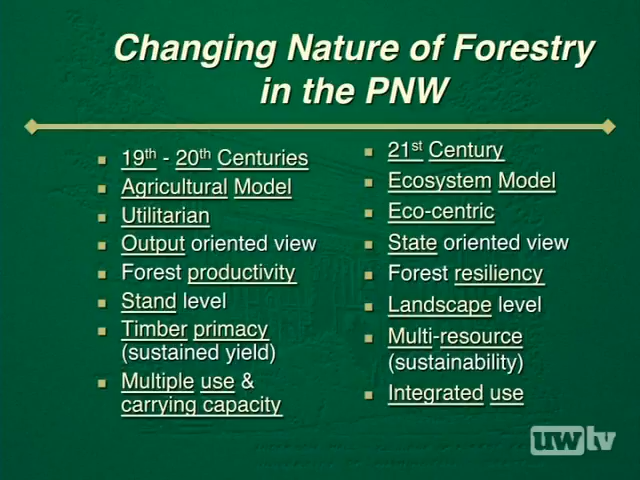 Changing Nature of Forestry
in the PNW
19th - 20th Centuries
Agricultural Model
Utilitarian
Output oriented view
Forest productivity
Stand level
Timber primacy
(sustained yield)
Multiple use &
carrying capacity
21st Century
Ecosystem Model
Eco-centric
State oriented view
Forest resiliency
Landscape level
Multi-resource
(sustainability)
Integrated use
uwtv